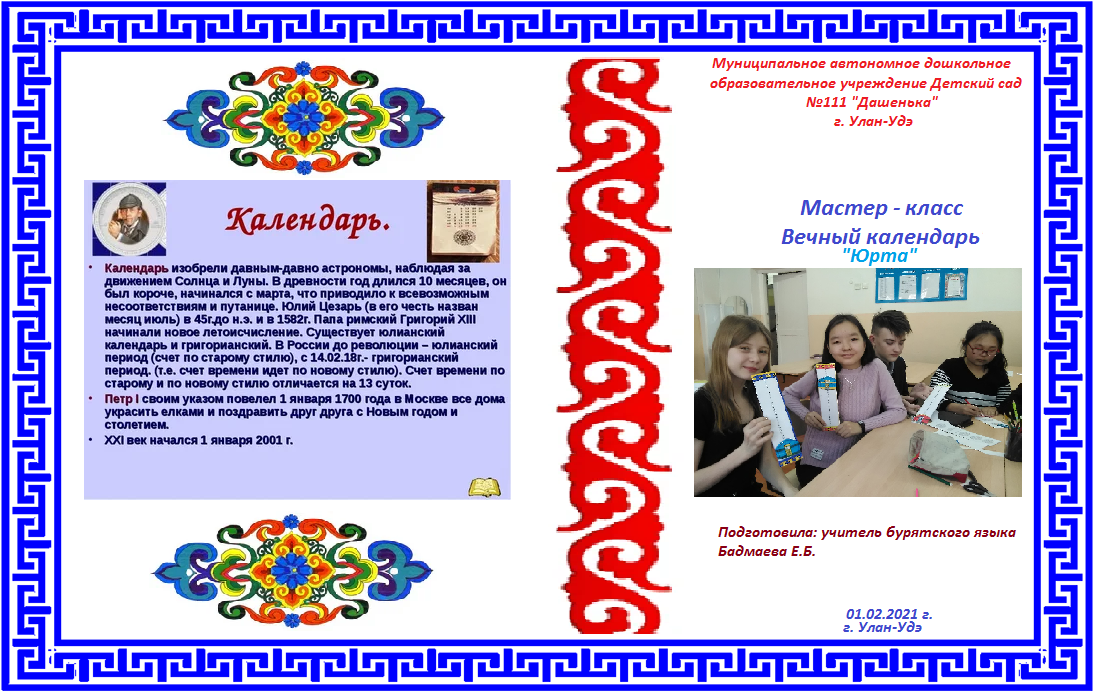 Календарь.
• Календарь изобрели давным-давно астрономы, наблюдая за
движением Солнца и Луны. В древности год длился 10 месяцев, он
был короче, начинался с марта, что приводило к всевозможным
несоответствиям и путанице. Юлий Цезарь (в его честь назван
месяц июль) в 45г.до н.э. и в 1582г. Папа римский Григорий XIII
начинали новое летоисчисление. Существует юлианский
календарь и григорианский. В России до революции – юлианский
период (счет по старому стилю), с 14.02.18г.- григорианский
период. (т.е. счет времени идет по новому стилю). Счет времени по
старому и по новому стилю отличается на 13 суток.
• Петр I своим указом повелел 1 января 1700 года в Москве все дома
украсить елками и поздравить друг друга с Новым годом и
столетием.
• XXI век начался 1 января 2001 г.
Муниципальное автономное дошкольное
образовательное учреждение Детский сад
№111 "Дашенька"
г. Улан-Удэ
Мастер - класс
Вечный календарь
"Юрта"
Подготовила: учитель бурятского языка
Бадмаева Е.Б.
01.02.2021 г.
г. Улан-Удэ